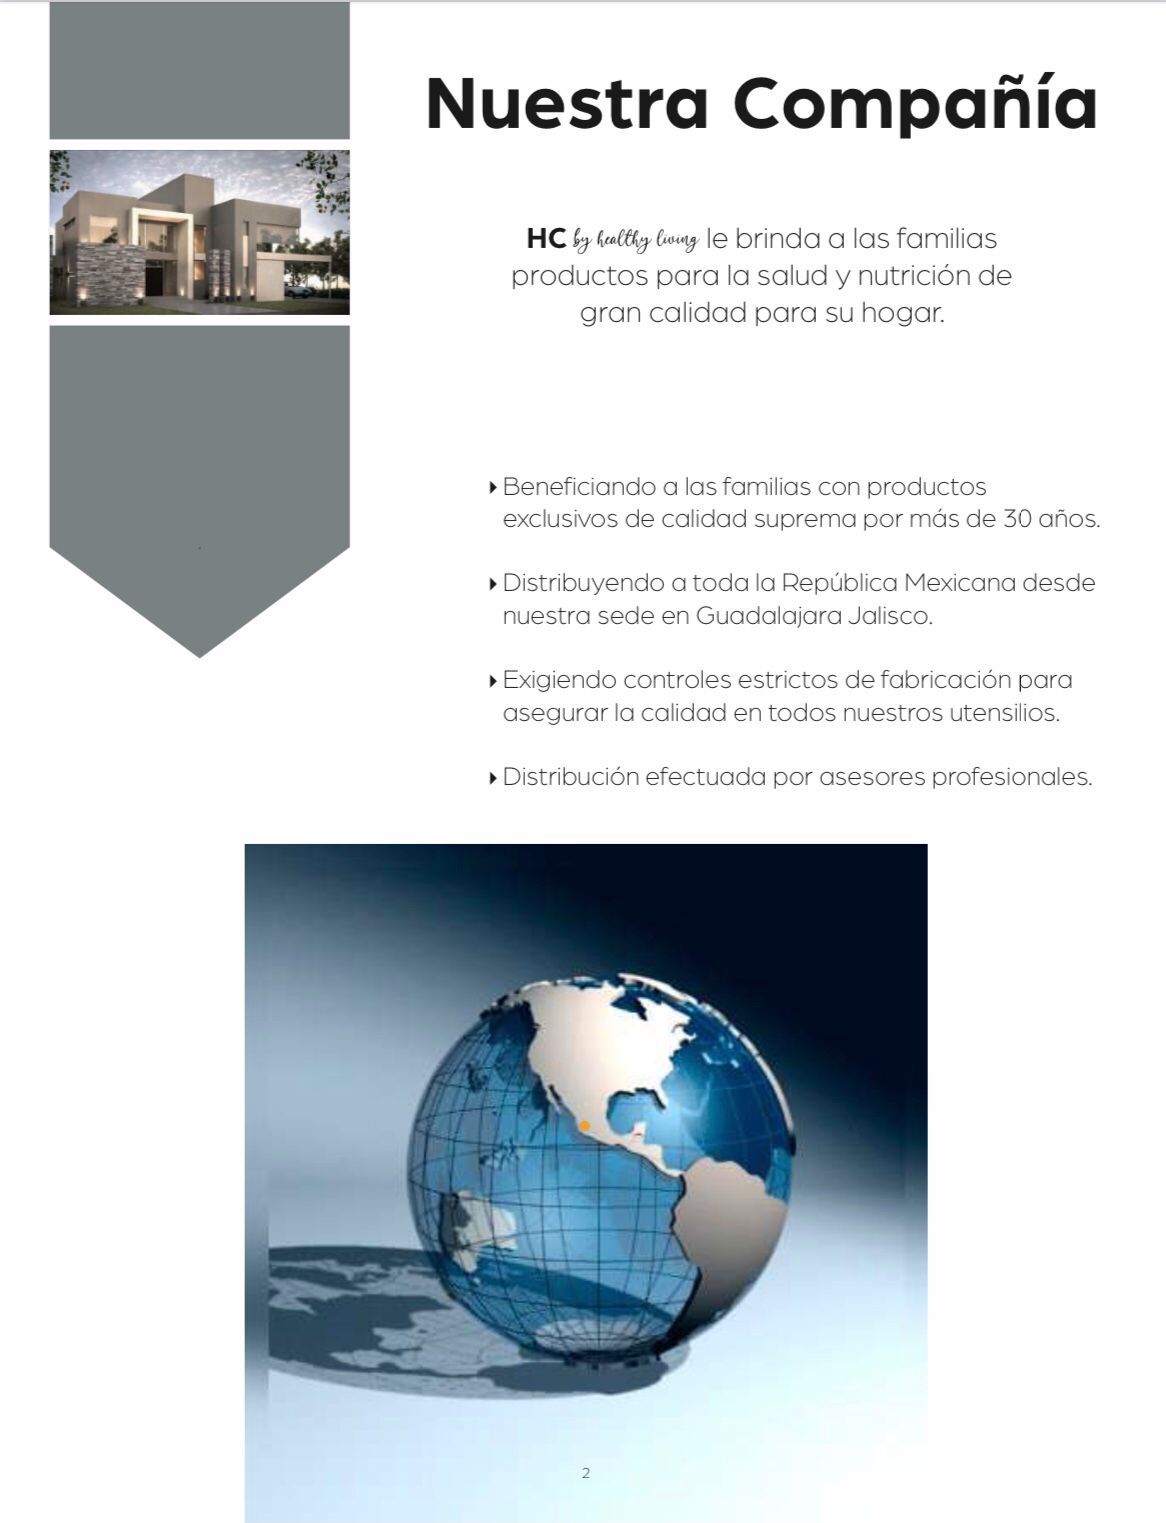 Nuestra Compañía
HC by healthy living le brinda a las familias
productos para la salud y nutrición de
gran calidad para su hogar.
Beneficiando a las familias con productos
exclusivos de calidad suprema por más de 30 años.
Distribuyendo a toda la República Mexicana desde
nuestra sede en Guadalajara Jalisco.
Exigiendo controles estrictos de fabricación para
asegurar la calidad en todos nuestros utensilios.
Distribución efectuada por asesores profesionales.
2